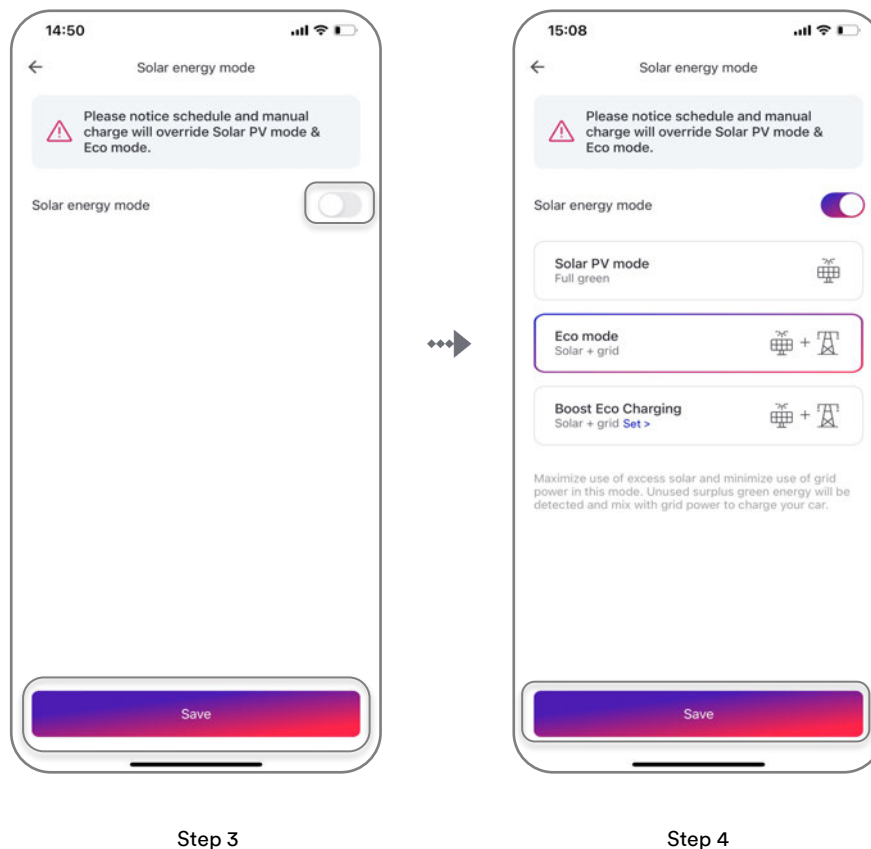 14:50
Solar energy mode
Please notice schedule and manual
charge will override Solar PV mode &
Eco mode.
Solar energy mode
Save
Step 3
15:08
Solar energy mode
Please notice schedule and manual
charge will override Solar PV mode &
Eco mode.
Solar energy mode
Solar PV mode
Full green
Eco mode
Solar + grid
+
Boost Eco Charging
Solar + grid Set >
+
Maximize use of excess solar and minimize use of grid
power in this mode. Unused surplus green energy will be
detected and mix with grid power to charge your car.
Save
Step 4